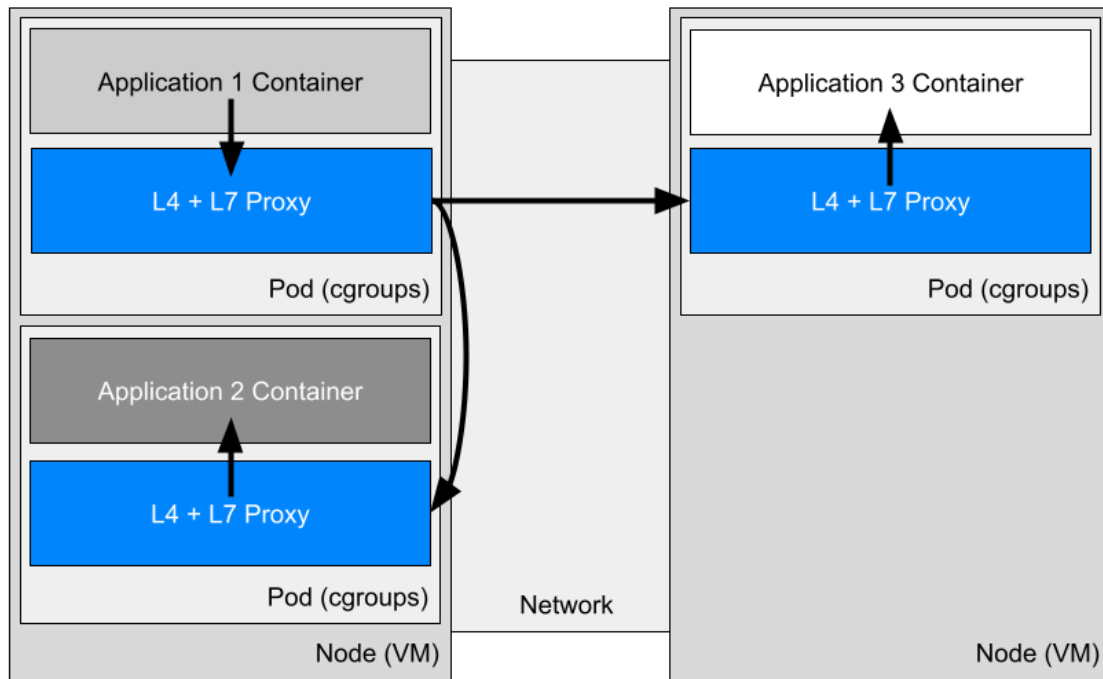 Application 1 Container
L4 + L7 Proxy
Pod (cgroups)
Application 2 Container
L4 + L7 Proxy
Pod (cgroups)
Node (VM)
Network
Application 3 Container
L4 + L7 Proxy
Pod (cgroups)
Node (VM)